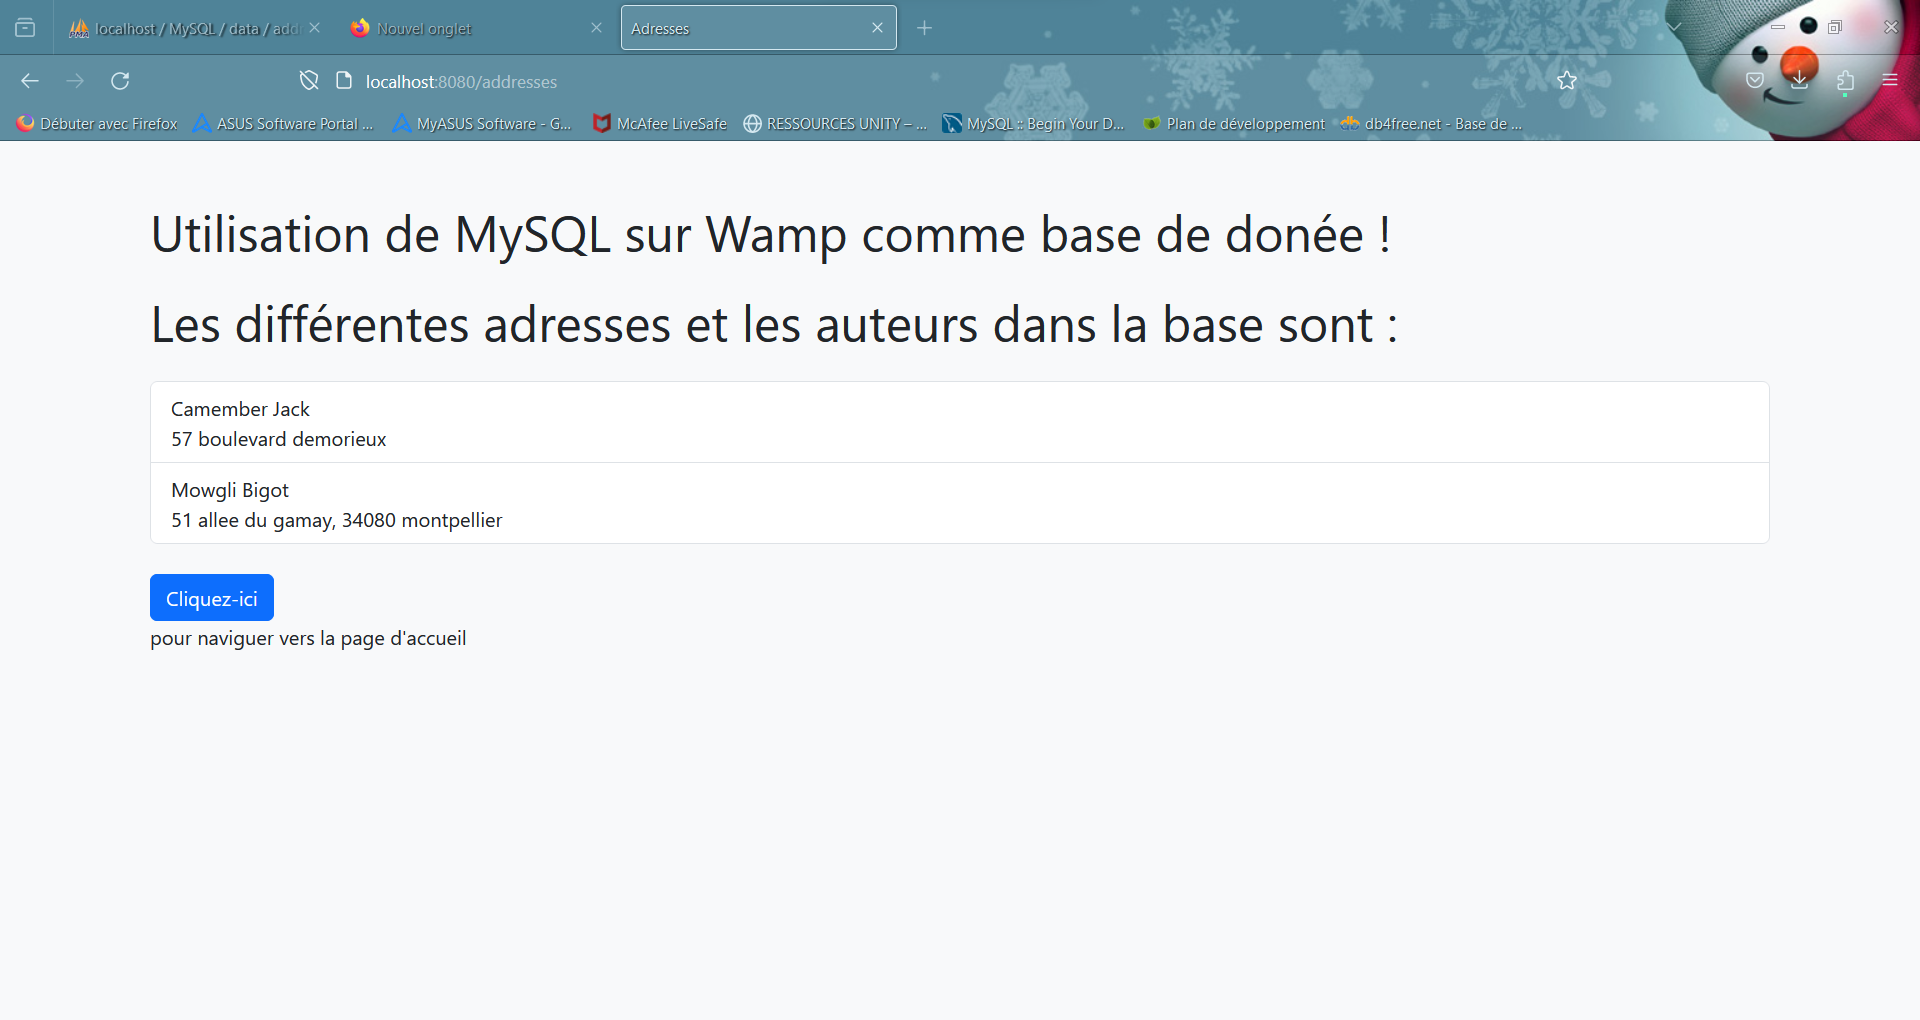 localhost / MySQL / data / add
Nouvel onglet
Adresses
localhost:8080/addresses
Débuter avec Firefox
ASUS Software Portal ...
MyASUS Software - G...
McAfee LiveSafe
RESSOURCES UNITY – ...
MySQL :: Begin Your D...
Plan de développement
db4free.net - Base de ...
Utilisation de MySQL sur Wamp comme base de donée !
Les différentes adresses et les auteurs dans la base sont :
Camember Jack
57 boulevard demorieux
Mowgli Bigot
51 allee du gamay, 34080 montpellier
Cliquez-ici
pour naviguer vers la page d'accueil